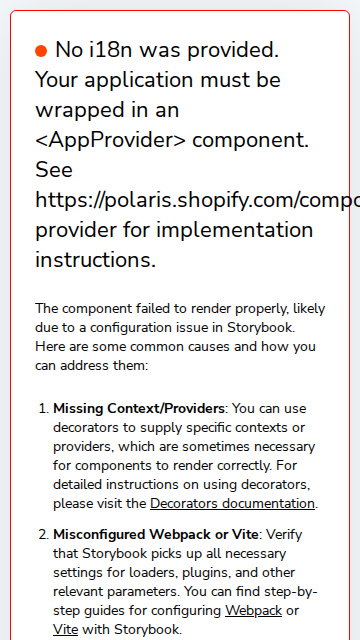 No i18n was provided.
Your application must be
wrapped in an
<AppProvider> component.
See
https://polaris.shopify.com/compo
provider for implementation
instructions.
The component failed to render properly, likely
due to a configuration issue in Storybook.
Here are some common causes and how you
can address them:
1. Missing Context/Providers: You can use
decorators to supply specific contexts or
providers, which are sometimes necessary
for components to render correctly. For
detailed instructions on using decorators,
please visit the Decorators documentation.
2. Misconfigured Webpack or Vite: Verify
that Storybook picks up all necessary
settings for loaders, plugins, and other
relevant parameters. You can find step-by-
step guides for configuring Webpack or
Vite with Storybook.